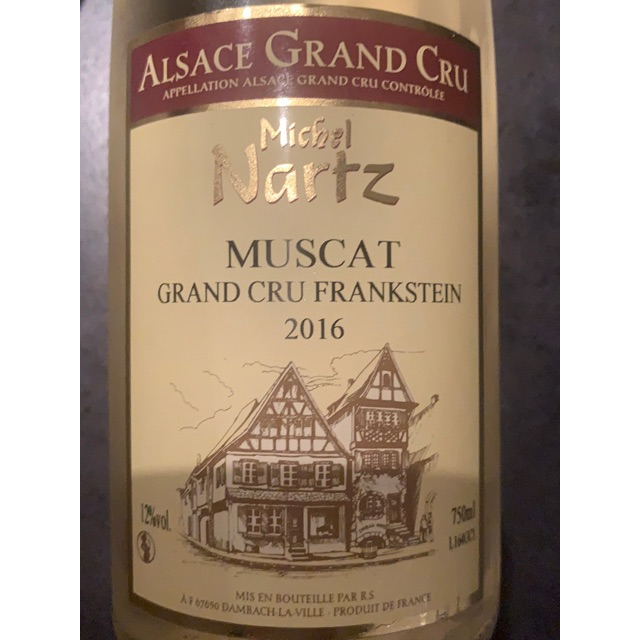 ALSACE GRAND CRU
APPELLATION ALSACE GRAND CRU CONTRÔLÉE
Michel
Nartz
MUSCAT
GRAND CRU FRANKSTEIN
2016
12%vol.
750ml
MIS EN BOUTEILLE PAR R.S.
À F 67650 DAMBACH-LA-VILLE - PRODUIT DE FRANCE